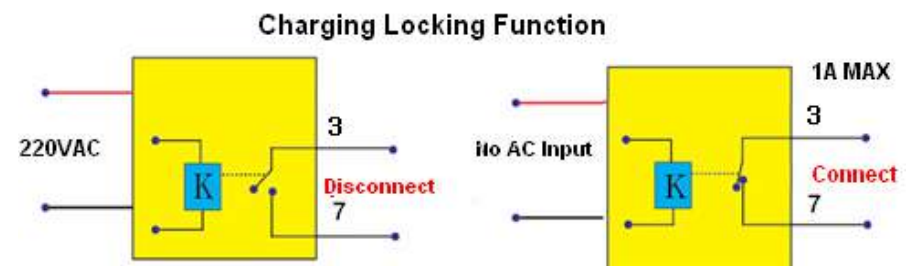 Charging Locking Function
220VAC
K
3
Disconnect
7
No AC Input
K
1A MAX
3
Connect
7